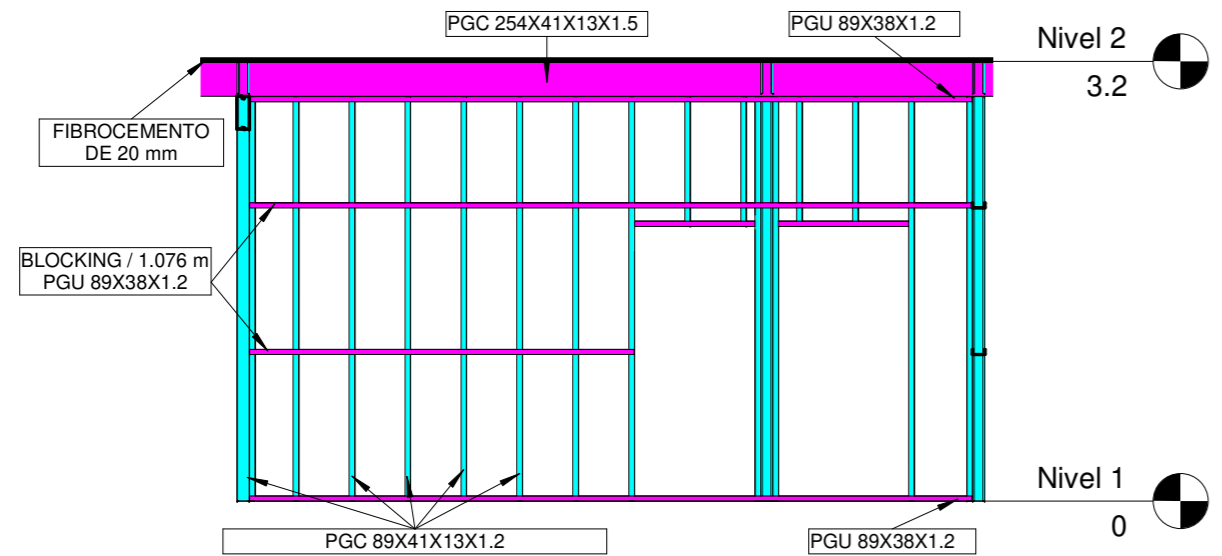 PGC 254X41X13X1.5
PGU 89X38X1.2
Nivel 2
3.2
FIBROCEMENTO
DE 20 mm
BLOCKING / 1.076 m
PGU 89X38X1.2
Nivel 1
0
PGC 89X41X13X1.2
PGU 89X38X1.2